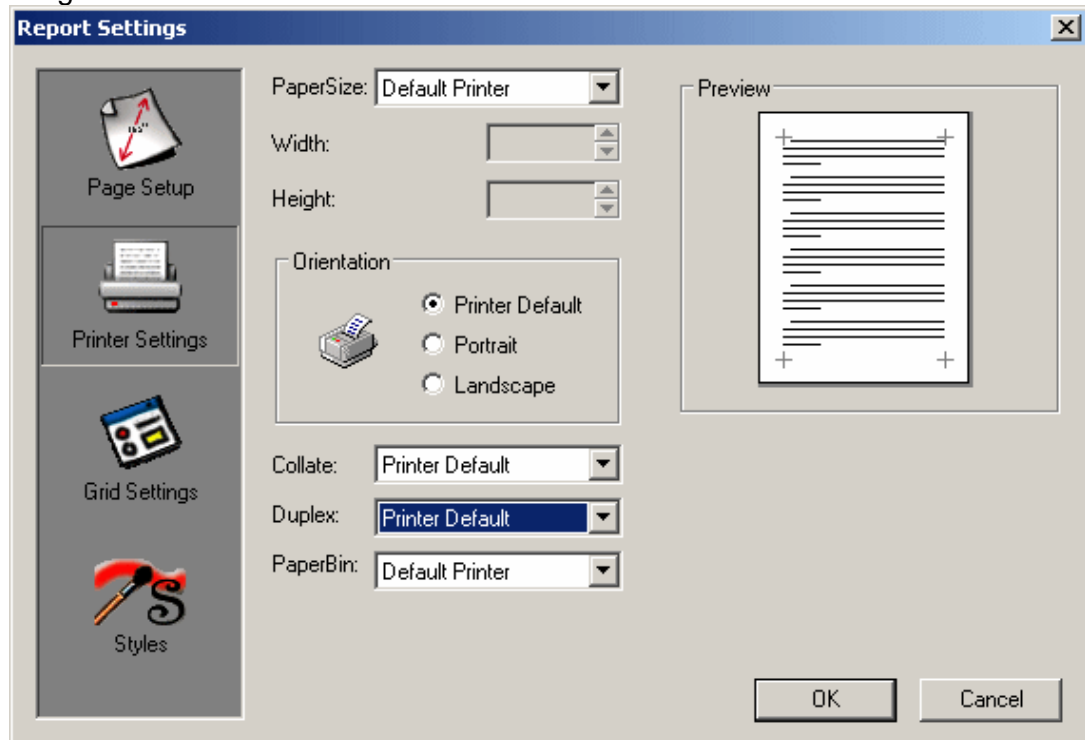 Report Settings
Page Setup
Printer Settings
Grid Settings
Styles
PaperSize: Default Printer
Width:
Height:
Orientation
Printer Default
Portrait
Landscape
Collate: Printer Default
Duplex: Printer Default
PaperBin: Default Printer
Preview
OK Cancel